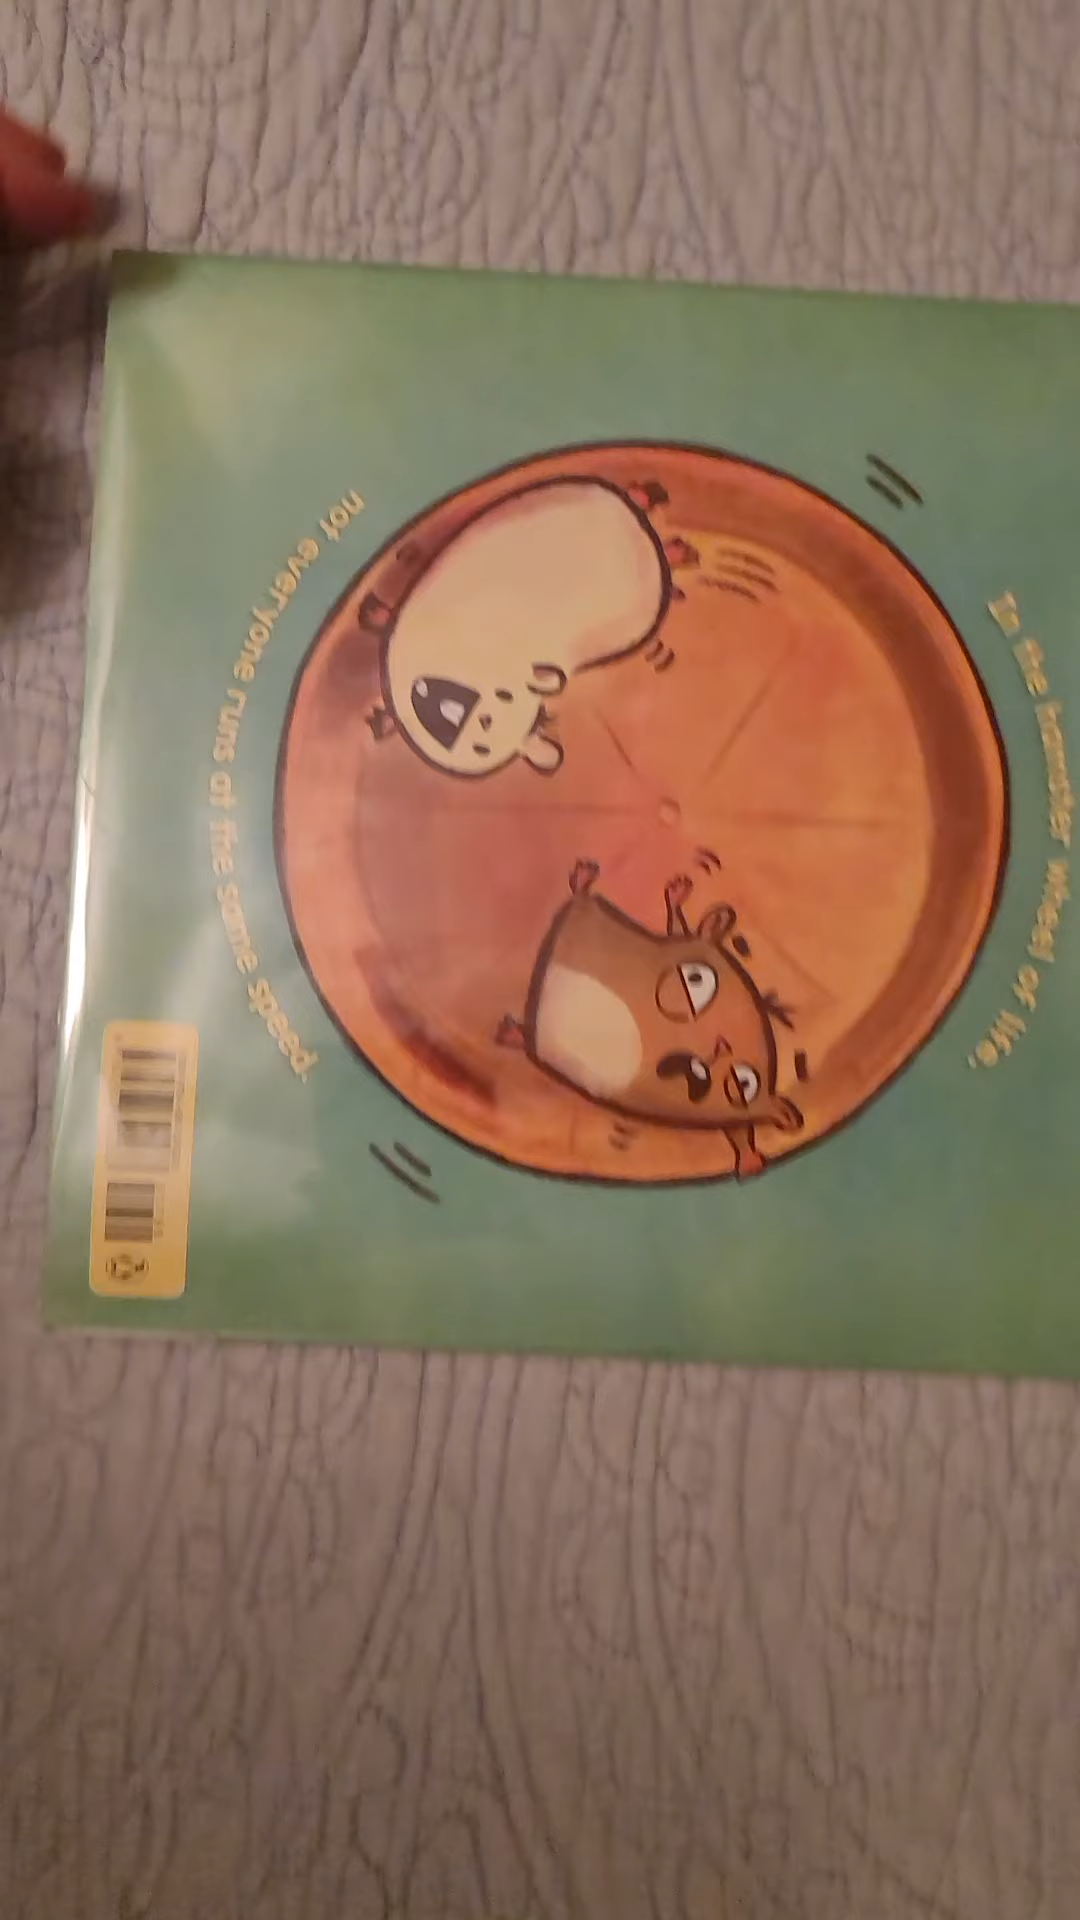 In the hamster wheel of life,
not everyone runs at the same speed.